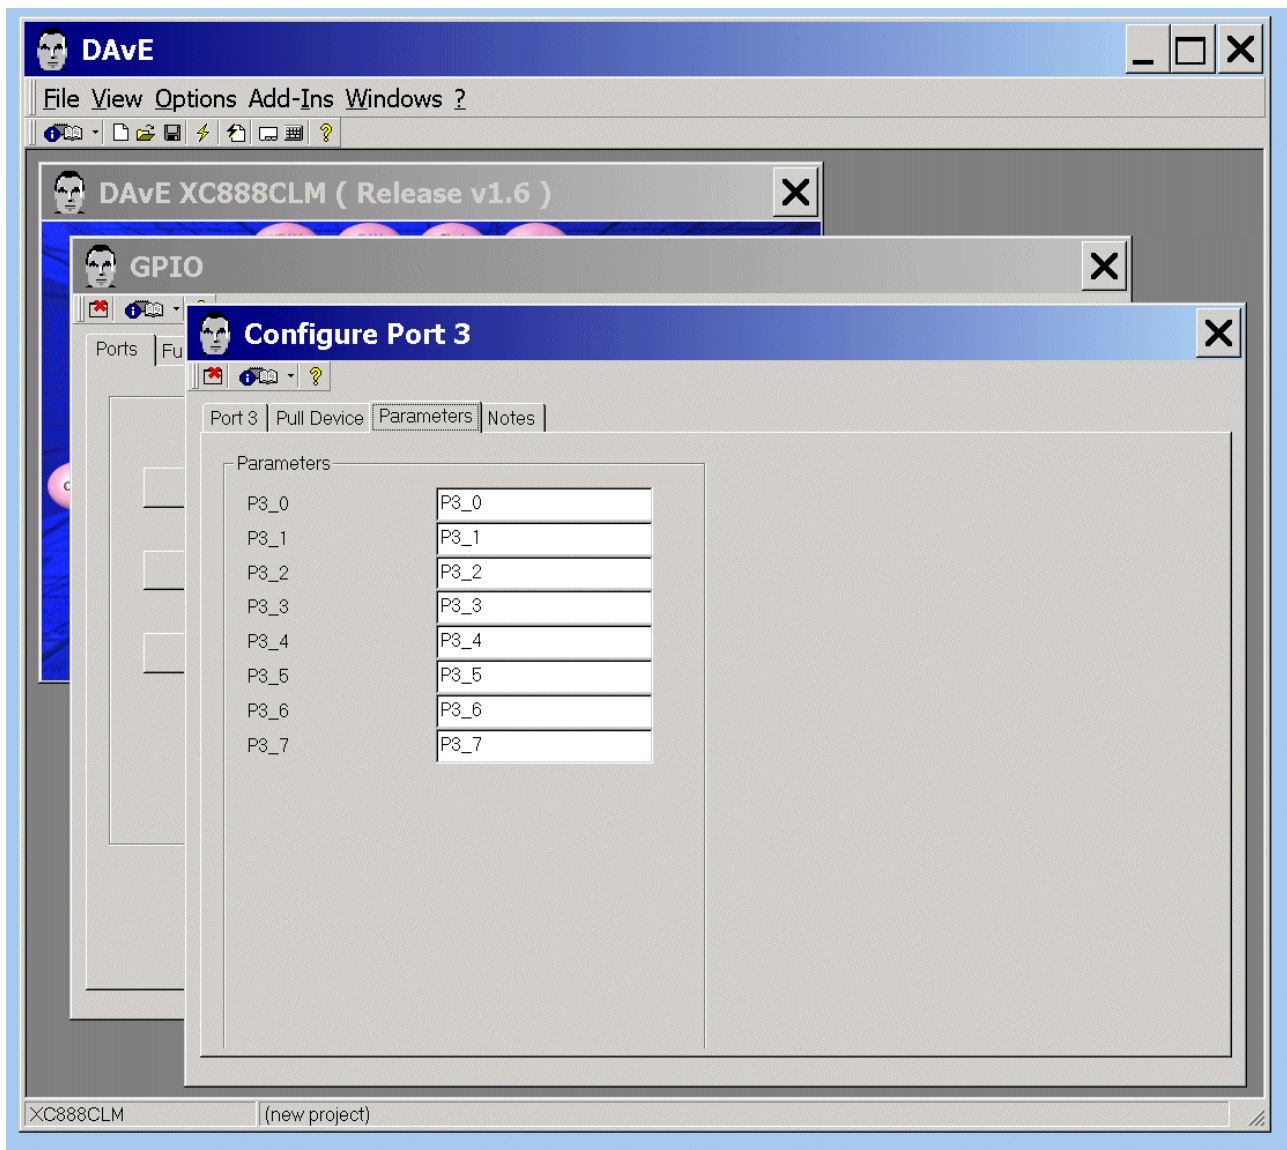 DAvE
File View Options Add-Ins Windows ?
DAvE XC888CLM ( Release v1.6 )
GPIO
Ports Fu
Configure Port 3
Port 3 Pull Device Parameters Notes
Parameters
P3_0 P3_0
P3_1 P3_1
P3_2 P3_2
P3_3 P3_3
P3_4 P3_4
P3_5 P3_5
P3_6 P3_6
P3_7 P3_7
XC888CLM (new project)